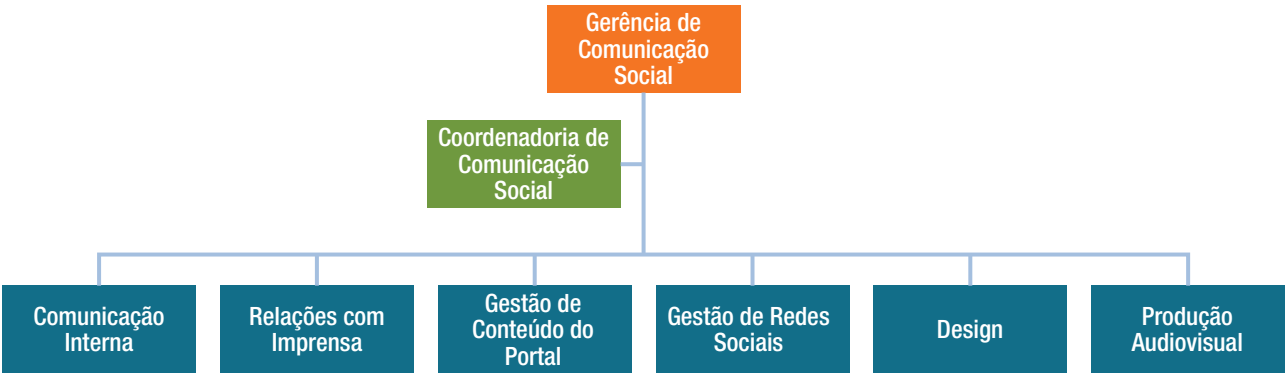 Gerência de
Comunicação
Social
Coordenadoria de
Comunicação
Social
Comunicação
Interna
Relações com
Imprensa
Gestão de
Conteúdo do
Portal
Gestão de Redes
Sociais
Design
Produção
Audiovisual